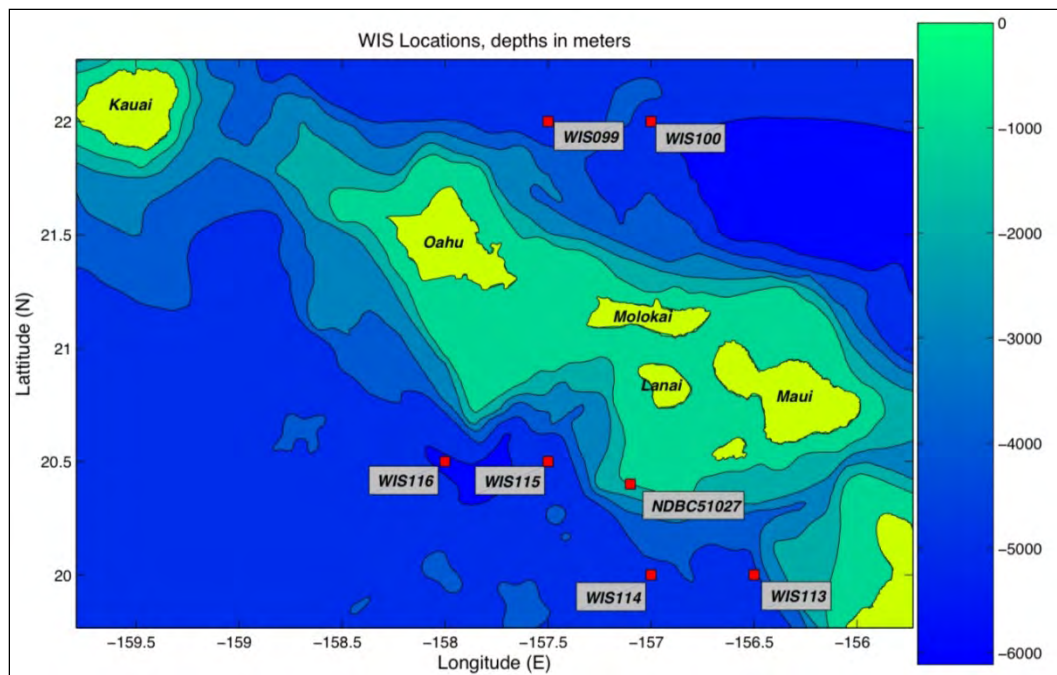 WIS Locations, depths in meters
0
Kauai
22
WIS099
WIS100
−1000
−2000
21.5
Oahu
Molokai
−3000
21
Lanai
Maui
Lattitude (N)
−4000
20.5
WIS116
WIS115
NDBC51027
−5000
20
WIS114
WIS113
−6000
−159.5
−159
−158.5
−158
−157.5
−157
−156.5
−156
Longitude (E)